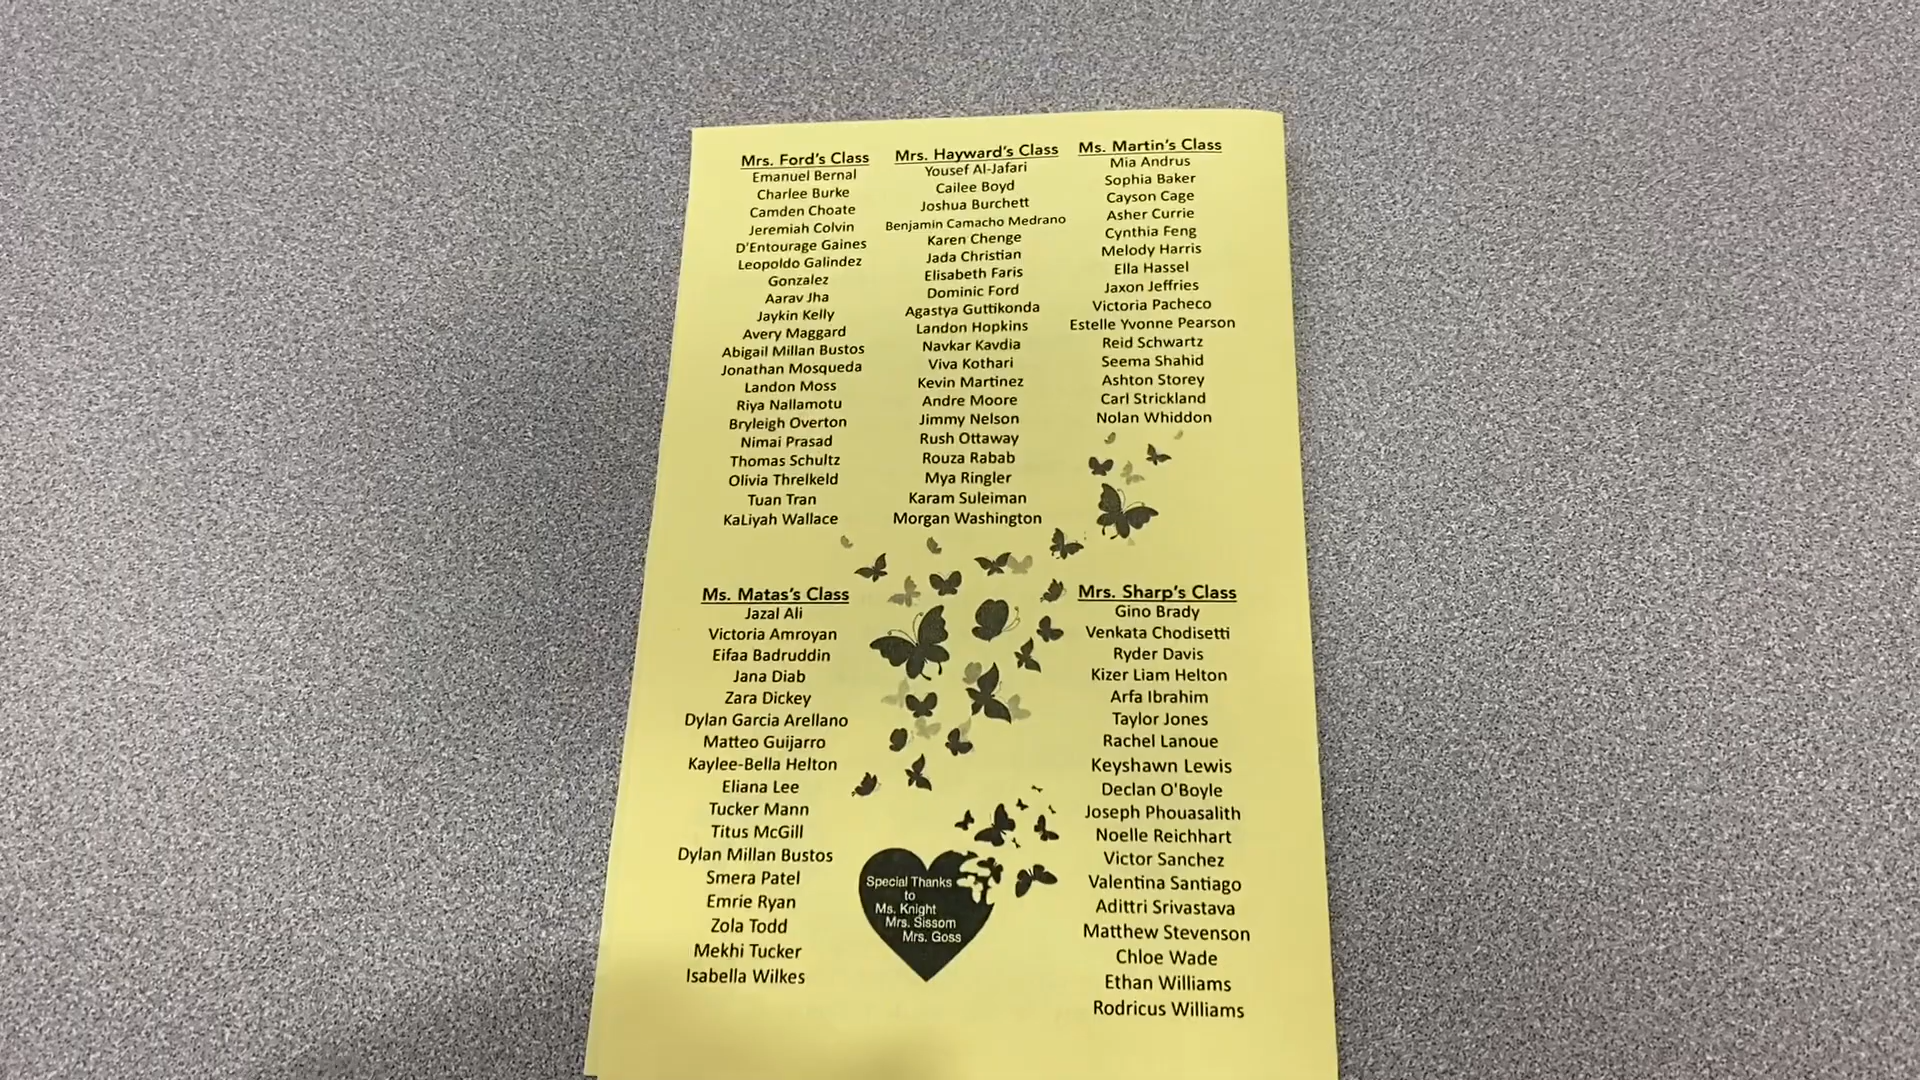 Mrs. Ford's Class
Emanuel Bernal
Charlee Burke
Camden Choate
Jeremiah Colvin
D'Entourage Gaines
Leopoldo Galindez
Gonzalez
Aarav Jha
Jaykin Kelly
Avery Maggard
Abigail Millan Bustos
Jonathan Mosqueda
Landon Moss
Riya Nallamotu
Bryleigh Overton
Nimai Prasad
Thomas Schultz
Olivia Threlkeld
Tuan Tran
KaLiyah Wallace
Mrs. Hayward's Class
Yousef Al-Jafari
Cailee Boyd
Joshua Burchett
Benjamin Camacho Medrano
Karen Chenge
Jada Christian
Elisabeth Faris
Dominic Ford
Agastya Guttikonda
Landon Hopkins
Navkar Kavdia
Viva Kothari
Kevin Martinez
Andre Moore
Jimmy Nelson
Rush Ottaway
Rouza Rabab
Mya Ringler
Karam Suleiman
Morgan Washington
Ms. Martin's Class
Mia Andrus
Sophia Baker
Cayson Cage
Asher Currie
Cynthia Feng
Melody Harris
Ella Hassel
Jaxon Jeffries
Victoria Pacheco
Estelle Yvonne Pearson
Reid Schwartz
Seema Shahid
Ashton Storey
Carl Strickland
Nolan Whiddon
Ms. Matas's Class
Jazal Ali
Victoria Amroyan
Eifaa Badruddin
Jana Diab
Zara Dickey
Dylan Garcia Arellano
Matteo Guijarro
Kaylee-Bella Helton
Eliana Lee
Tucker Mann
Titus McGill
Dylan Millan Bustos
Smera Patel
Emrie Ryan
Zola Todd
Mekhi Tucker
Isabella Wilkes
Special Thanks
to
Ms. Knight
Mrs. Sissom
Mrs. Goss
Mrs. Sharp's Class
Gino Brady
Venkata Chodisetti
Ryder Davis
Kizer Liam Helton
Arfa Ibrahim
Taylor Jones
Rachel Lanoue
Keyshawn Lewis
Declan O'Boyle
Joseph Phouasalith
Noelle Reichhart
Victor Sanchez
Valentina Santiago
Adittri Srivastava
Matthew Stevenson
Chloe Wade
Ethan Williams
Rodricus Williams